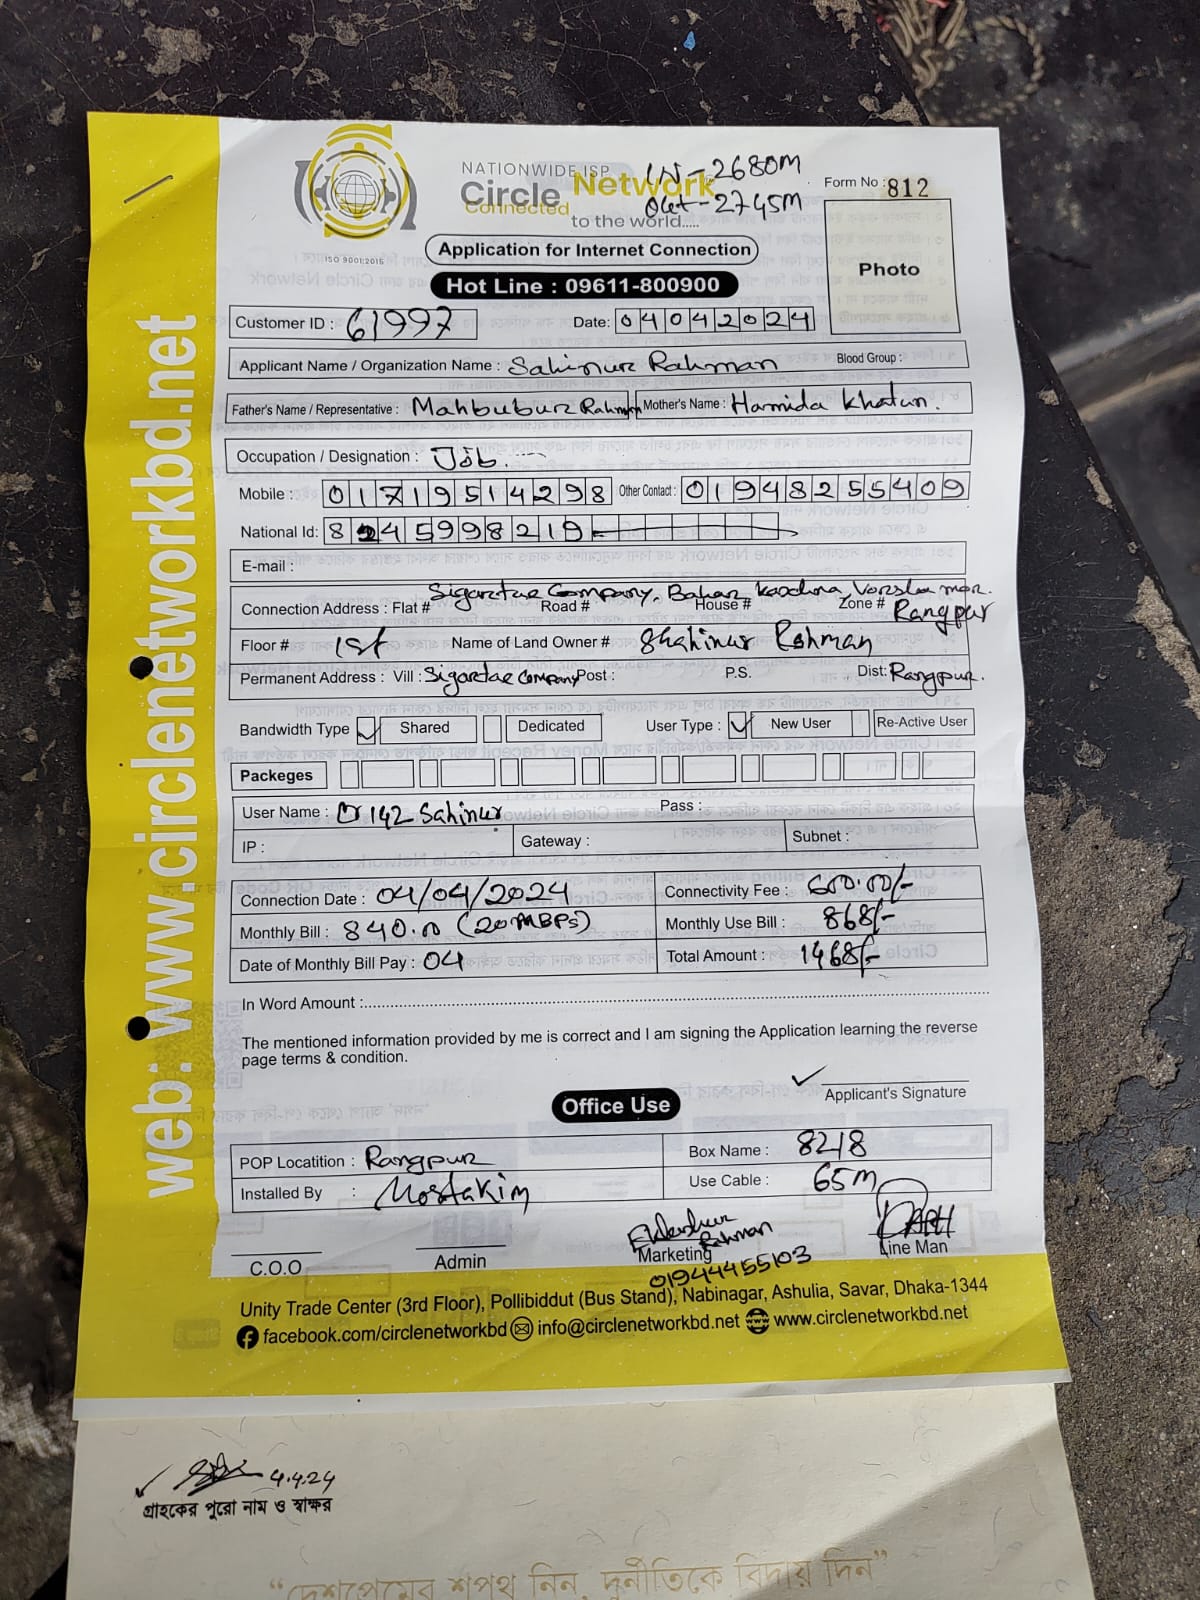 NATIONWIDE ISP
Circle Network
Connected
to the world.....
IN - 2680M
Out - 2745M
Form No : 812
ISO 9001:2015
Photo
Application for Internet Connection
Hot Line : 09611-800900
Customer ID : 61997
Date: 04042024
Applicant Name / Organization Name : Sahinur Rahman Blood Group :
Father's Name / Representative : Mahbubur Rahman Mother's Name : Hamida Khatun.
Occupation / Designation : Job.
Mobile : 01719514298 Other Contact : 01948255409
National Id: 8245998219
E-mail :
Connection Address : Flat # Road # House # Zone # Rangpur
Floor # 1st Name of Land Owner # Shahinur Rohman
Permanent Address : Vill : Company Post : P.S. Dist: Rangpur.
Bandwidth Type Shared Dedicated User Type : New User Re-Active User
Packeges
User Name : 142 Sahinur Pass :
IP : Gateway : Subnet :
Connection Date : 04/04/2024 Connectivity Fee : 600.00/-
Monthly Bill : 840.00 (20MBPS) Monthly Use Bill : 868/-
Date of Monthly Bill Pay : 04 Total Amount : 1468/-
In Word Amount :
The mentioned information provided by me is correct and I am signing the Application learning the reverse
page terms & condition.
Applicant's Signature
Office Use
POP Locatition : Rangpur Box Name : 8218
Installed By : Mostakim Use Cable : 65m
Rahman
C.O.O Admin Marketing Line Man
01944455103
Unity Trade Center (3rd Floor), Pollibiddut (Bus Stand), Nabinagar, Ashulia, Savar, Dhaka-1344
facebook.com/circlenetworkbd info@circlenetworkbd.net www.circlenetworkbd.net
web: www.circlenetworkbd.net
4.4.24
গ্রাহকের পুরো নাম ও স্বাক্ষর
“দেশপ্রেমের শপথ নিন, দুর্নীতিকে বিদায় দিন”